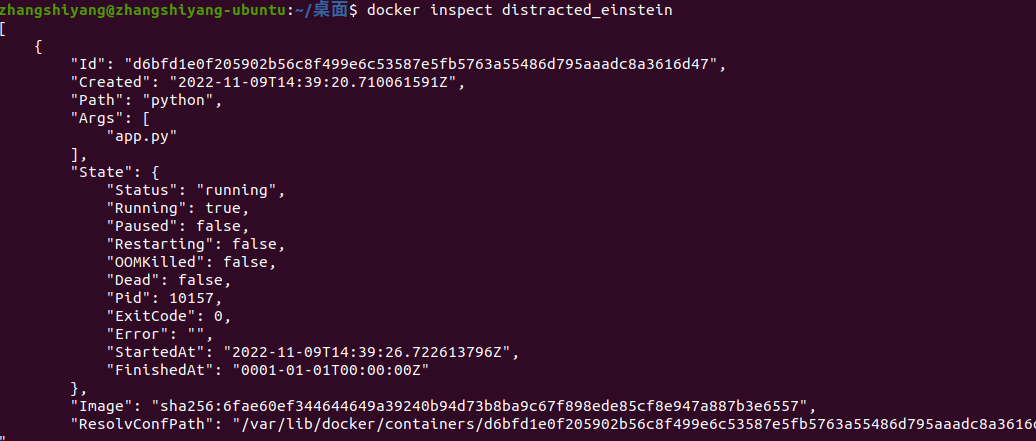 zhangshiyang@zhangshiyang-ubuntu:~/桌面$ docker inspect distracted_einstein
[
    {
        "Id": "d6bfd1e0f205902b56c8f499e6c53587e5fb5763a55486d795aaadc8a3616d47",
        "Created": "2022-11-09T14:39:20.710061591Z",
        "Path": "python",
        "Args": [
            "app.py"
        ],
        "State": {
            "Status": "running",
            "Running": true,
            "Paused": false,
            "Restarting": false,
            "OOMKilled": false,
            "Dead": false,
            "Pid": 10157,
            "ExitCode": 0,
            "Error": "",
            "StartedAt": "2022-11-09T14:39:26.722613796Z",
            "FinishedAt": "0001-01-01T00:00:00Z"
        },
        "Image": "sha256:6fae60ef344644649a39240b94d73b8ba9c67f898ede85cf8e947a887b3e6557",
        "ResolvConfPath": "/var/lib/docker/containers/d6bfd1e0f205902b56c8f499e6c53587e5fb5763a55486d795aaadc8a3616